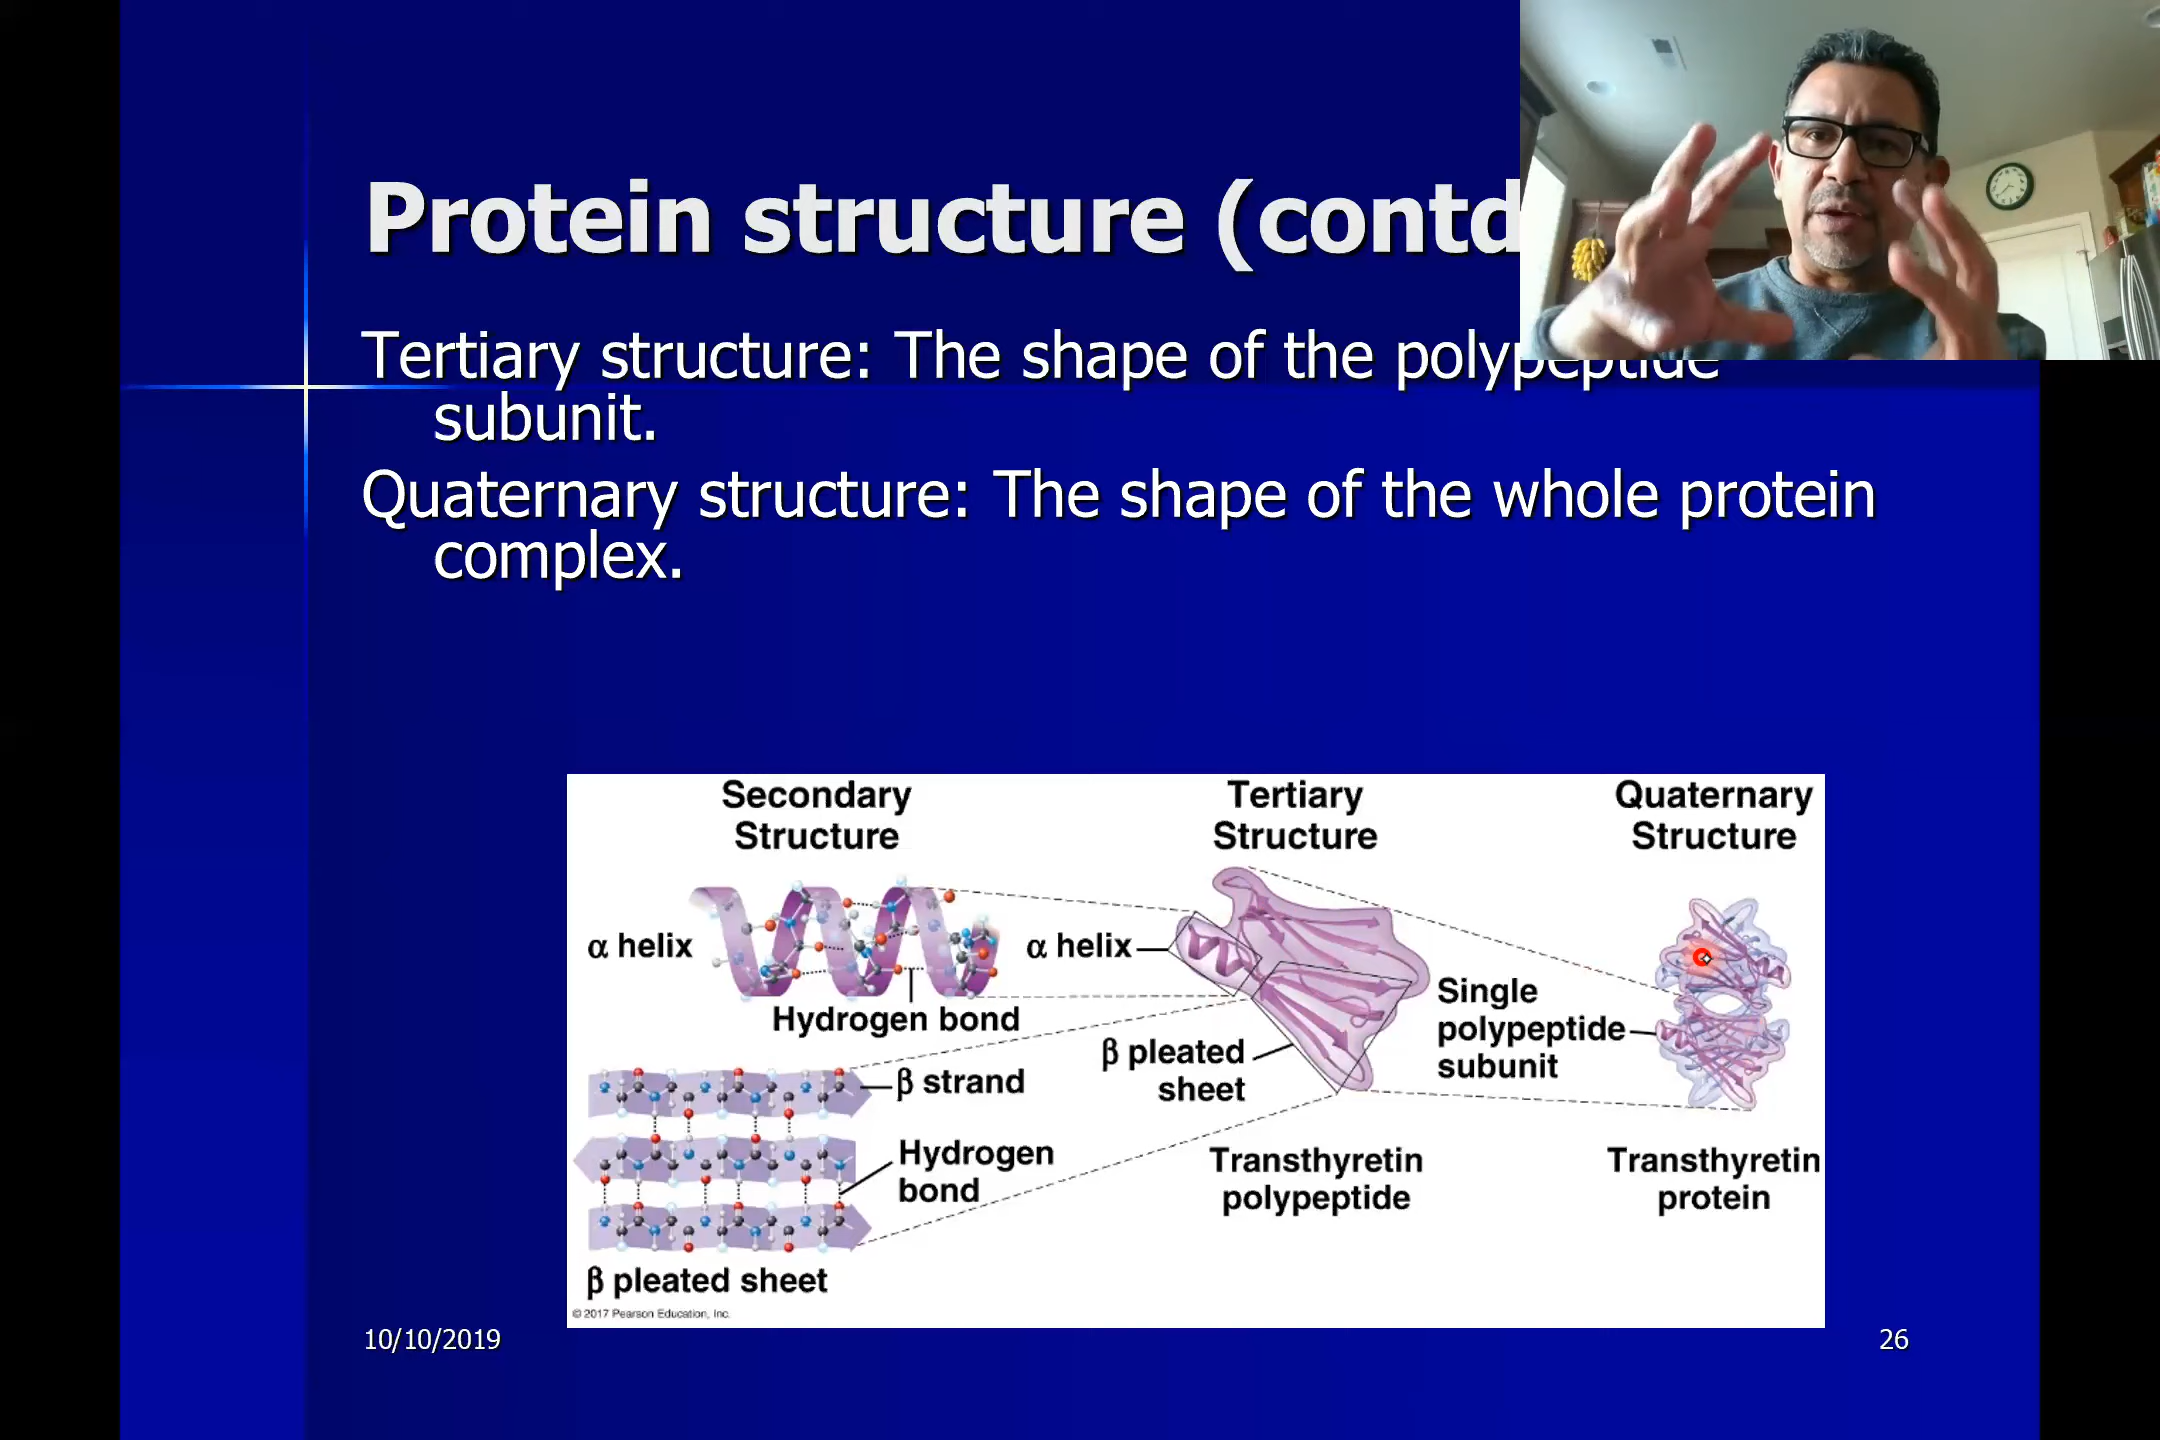 Protein structure (contd
Tertiary structure: The shape of the polypeptide
subunit.
Quaternary structure: The shape of the whole protein
complex.
Secondary
Structure
Tertiary
Structure
Quaternary
Structure
α helix
Hydrogen bond
α helix
β strand
β pleated
sheet
Single
polypeptide
subunit
Hydrogen
bond
β pleated sheet
Transthyretin
polypeptide
Transthyretin
protein
© 2017 Pearson Education, Inc.
10/10/2019
26